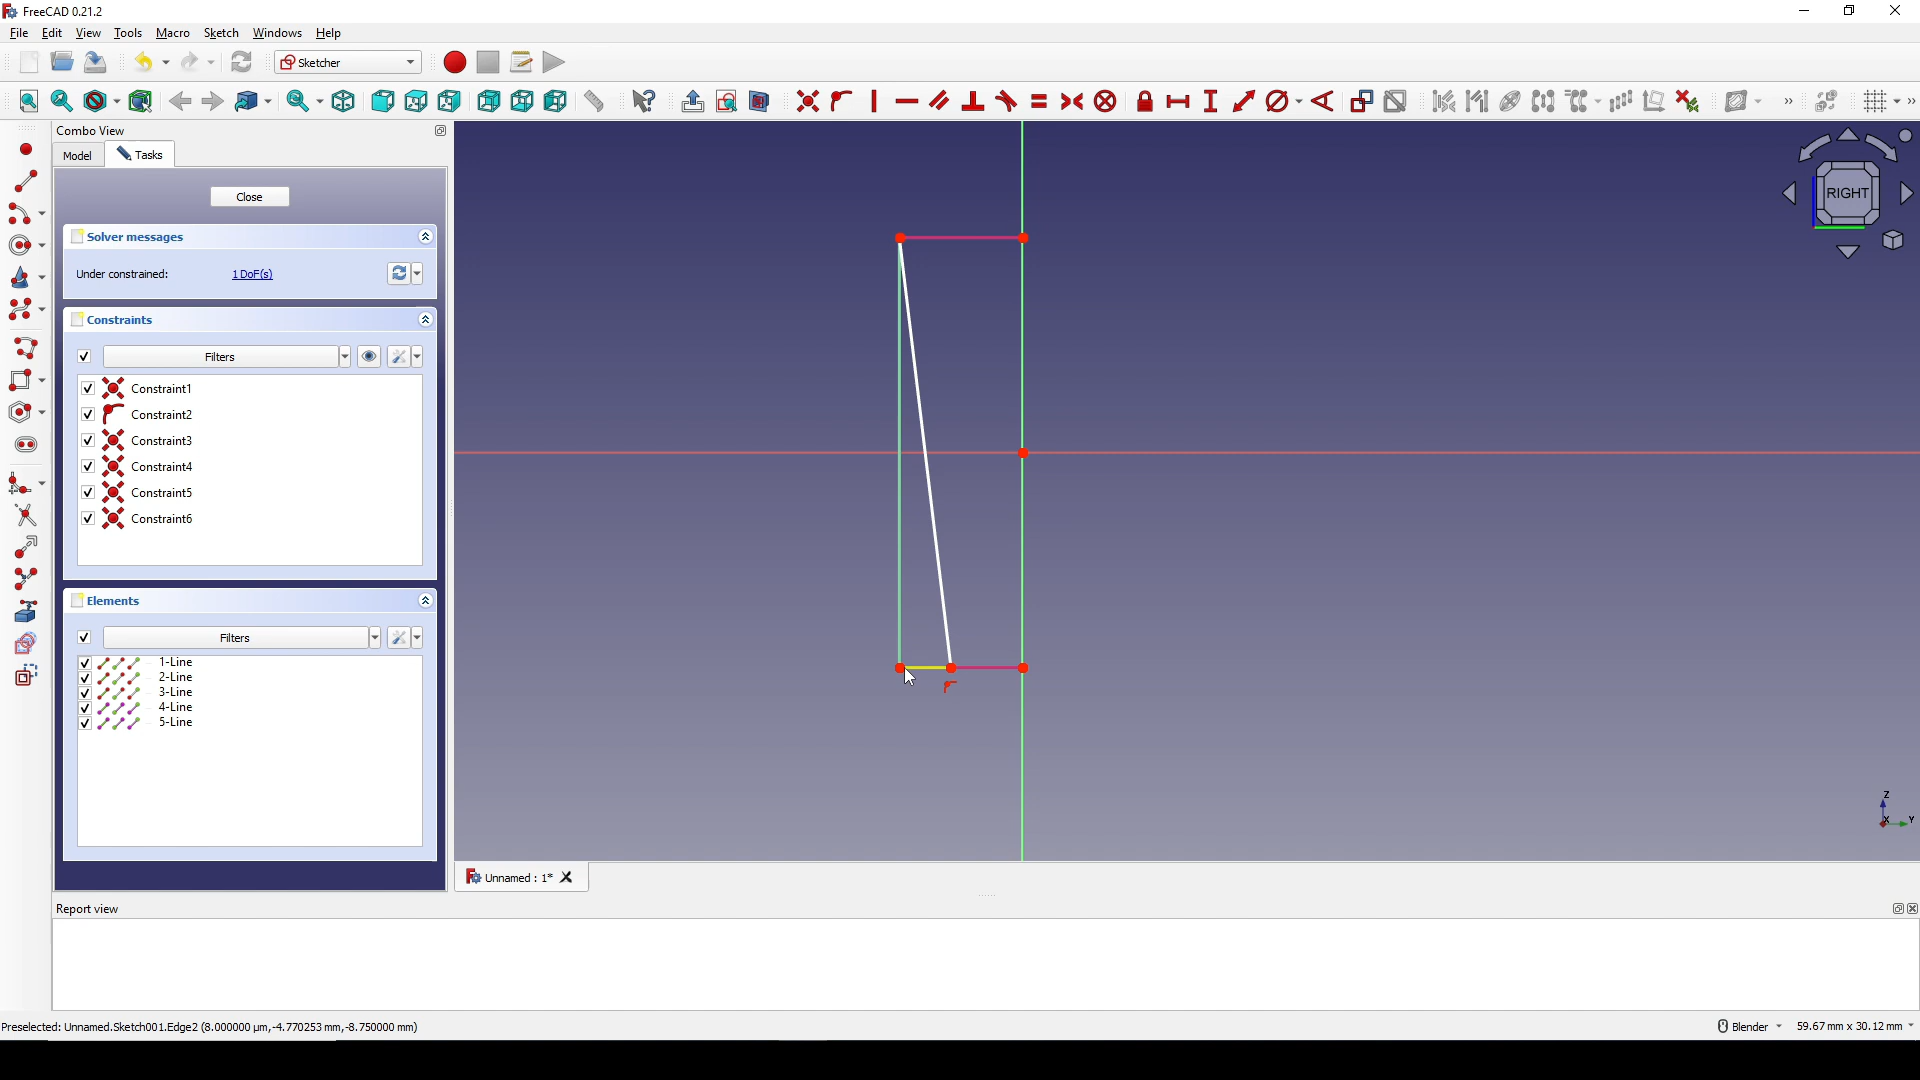 FreeCAD 0.21.2
File Edit View Tools Macro Sketch Windows Help
Sketcher
Combo View
Model Tasks
Close
Solver messages
Under constrained: 1 DoF(s)
Constraints
Filters
Constraint1
Constraint2
Constraint3
Constraint4
Constraint5
Constraint6
Elements
Filters
1-Line
2-Line
3-Line
4-Line
5-Line
RIGHT
Z
X
Y
Unnamed : 1*
Report view
Preselected: Unnamed.Sketch001.Edge2 (8.000000 µm,-4.770253 mm,-8.750000 mm)
Blender 59.67 mm x 30.12 mm